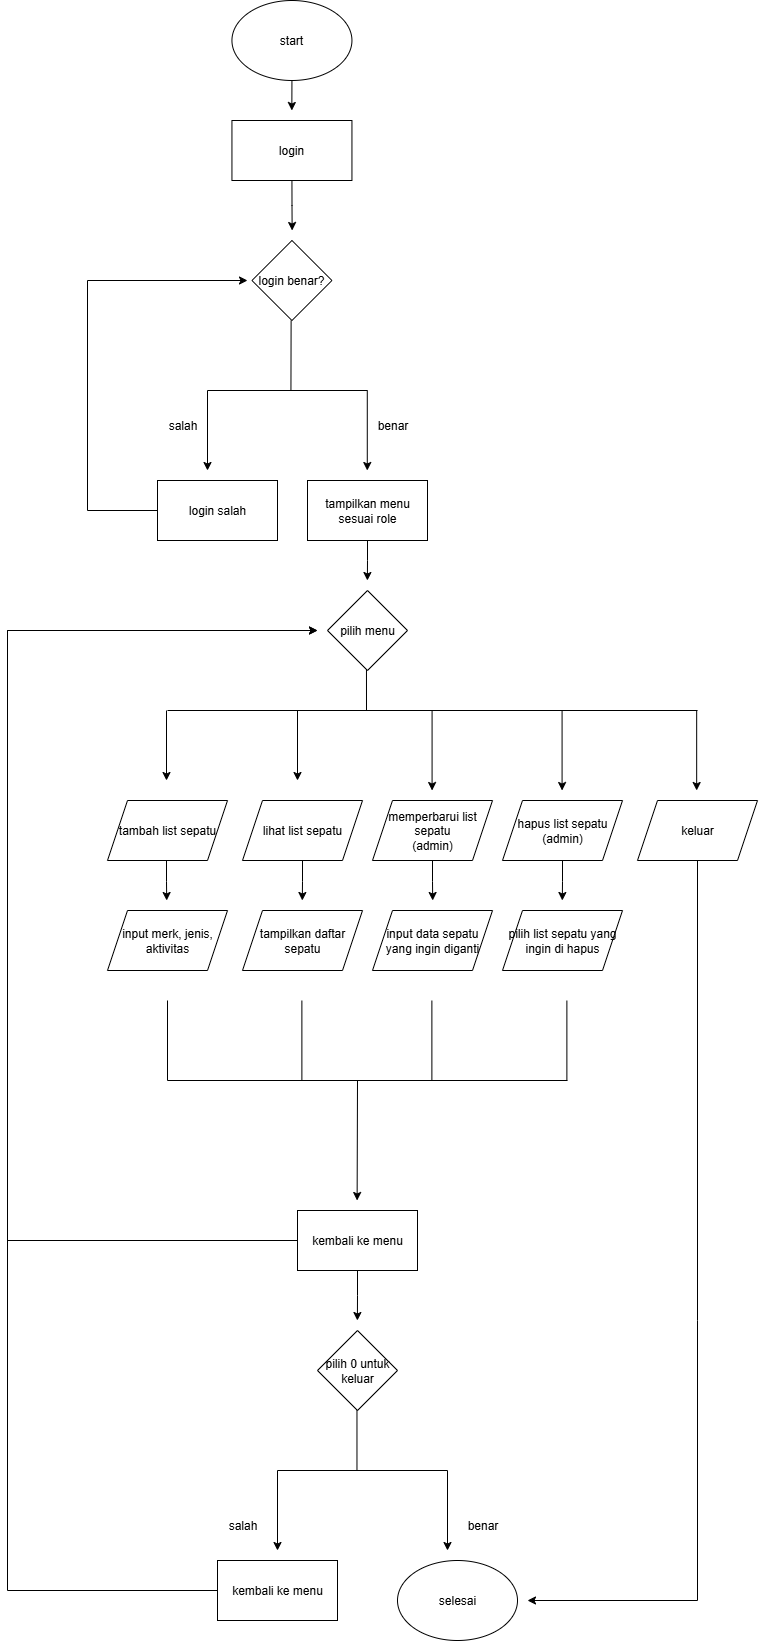 start
login
login benar?
salah
benar
login salah
tampilkan menu
sesuai role
pilih menu
tambah list sepatu
lihat list sepatu
memperbarui list
sepatu
(admin)
hapus list sepatu
(admin)
keluar
input merk, jenis,
aktivitas
tampilkan daftar
sepatu
input data sepatu
yang ingin diganti
pilih list sepatu yang
ingin di hapus
kembali ke menu
pilih 0 untuk
keluar
salah
benar
kembali ke menu
selesai